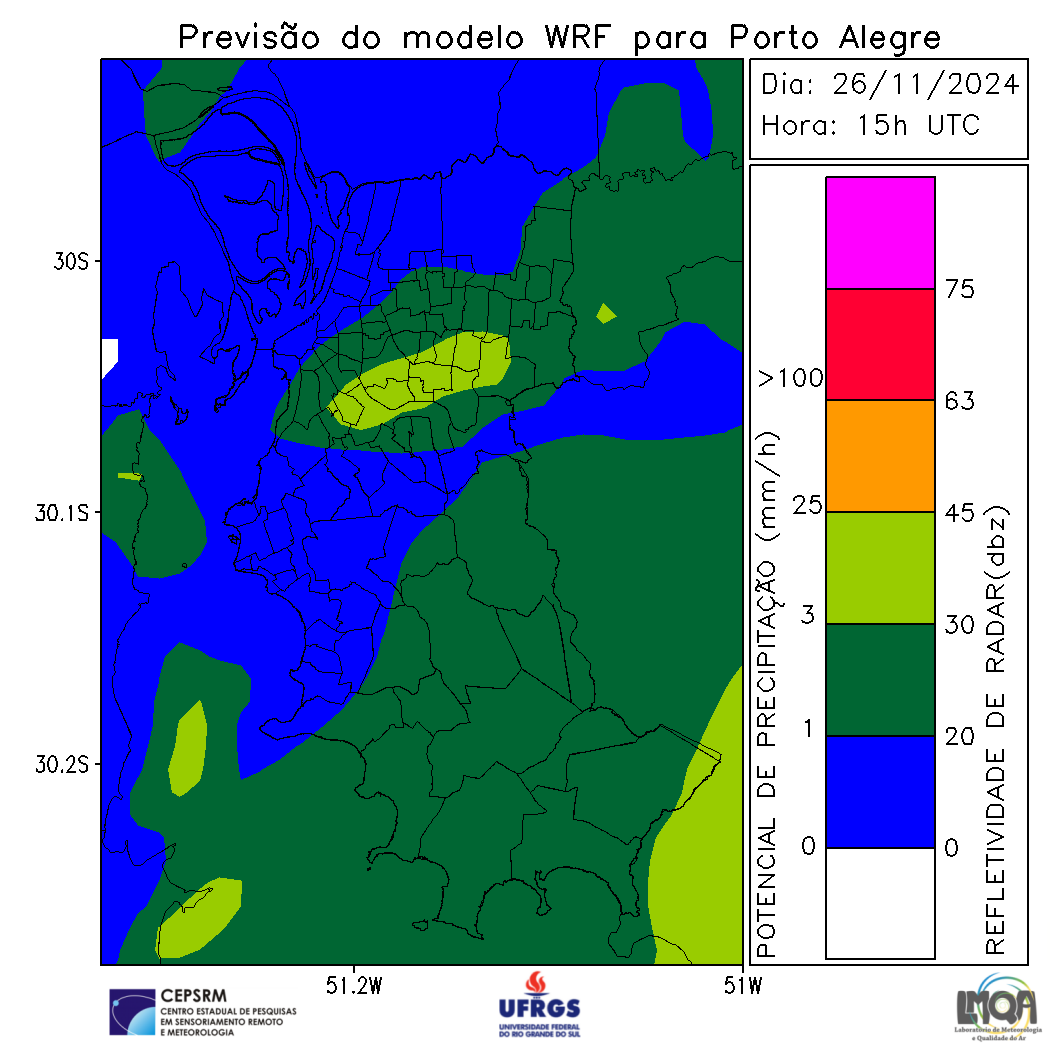 Previsão do modelo WRF para Porto Alegre
Dia: 26/11/2024
Hora: 15h UTC
30S
30.1S
30.2S
51.2W
51W
POTENCIAL DE PRECIPITAÇÃO (mm/h)
>100
25
3
1
0
75
63
45
30
20
0
REFLETIVIDADE DE RADAR(dbz)
CEPSRM
CENTRO ESTADUAL DE PESQUISAS
EM SENSORIAMENTO REMOTO
E METEOROLOGIA
UFRGS
UNIVERSIDADE FEDERAL
DO RIO GRANDE DO SUL
LMQA
Laboratório de Meteorologia
e Qualidade do Ar